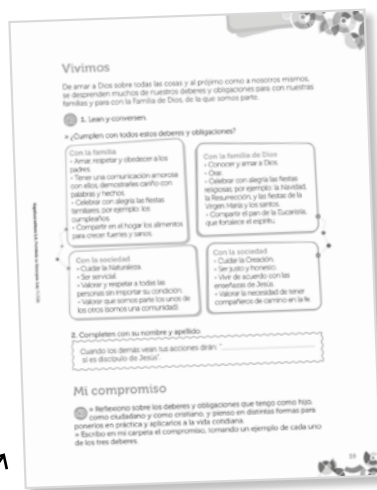 Vivimos
De amar a Dios sobre todas las cosas y al prójimo como a nosotros mismos,
se desprenden muchos de nuestros deberes y obligaciones para con nuestras
familias y para con la Familia de Dios, de la que somos parte.
1. Lean y conversen.
» ¿Cumplen con todos estos deberes y obligaciones?
Con la familia
• Amar, respetar y obedecer a los
padres.
• Tener una comunicación amorosa
con ellos, demostrarles cariño con
palabras y hechos.
• Celebrar con alegría las fiestas
familiares, por ejemplo: los
cumpleaños.
• Compartir en el hogar los alimentos
para crecer fuertes y sanos.
Con la familia de Dios
• Conocer y amar a Dios.
• Orar.
• Celebrar con alegría las fiestas
religiosas, por ejemplo: la Navidad,
la Resurrección, y las fiestas de la
Virgen María y los santos.
• Compartir el pan de la Eucaristía,
que fortalece el espíritu.
Con la sociedad
• Cuidar la Naturaleza.
• Ser servicial.
• Valorar y respetar a todas las
personas sin importar su condición.
• Valorar que somos parte los unos de
los otros (somos una comunidad).
Con la sociedad
• Cuidar la Creación.
• Ser justo y honesto.
• Vivir de acuerdo con las
enseñanzas de Jesús.
• Valorar la necesidad de tener
compañeros de camino en la fe.
2. Completen con su nombre y apellido.
Cuando los demás vean tus acciones dirán: "
sí es discípulo de Jesús".
Mi compromiso
» Reflexiono sobre los deberes y obligaciones que tengo como hijo,
como ciudadano y como cristiano, y pienso en distintas formas para
ponerlos en práctica y aplicarlos a la vida cotidiana.
» Escribo en mi carpeta el compromiso, tomando un ejemplo de cada uno
de los tres deberes.